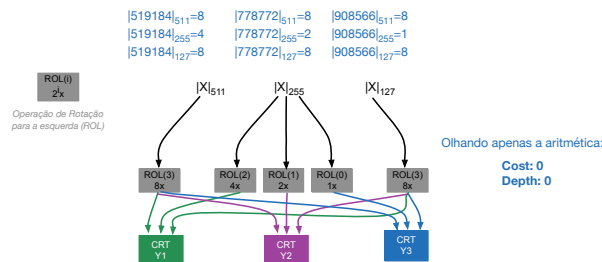 |519184|511=8 |778772|511=8 |908566|511=8
|519184|255=4 |778772|255=2 |908566|255=1
|519184|127=8 |778772|127=8 |908566|127=8
ROL(i)
2ⁱx
Operação de Rotação
para a esquerda (ROL)
|X|511 |X|255 |X|127
Olhando apenas a aritmética:
Cost: 0
Depth: 0
ROL(3) ROL(2) ROL(1) ROL(0) ROL(3)
8x 4x 2x 1x 8x
CRT CRT CRT
Y1 Y2 Y3